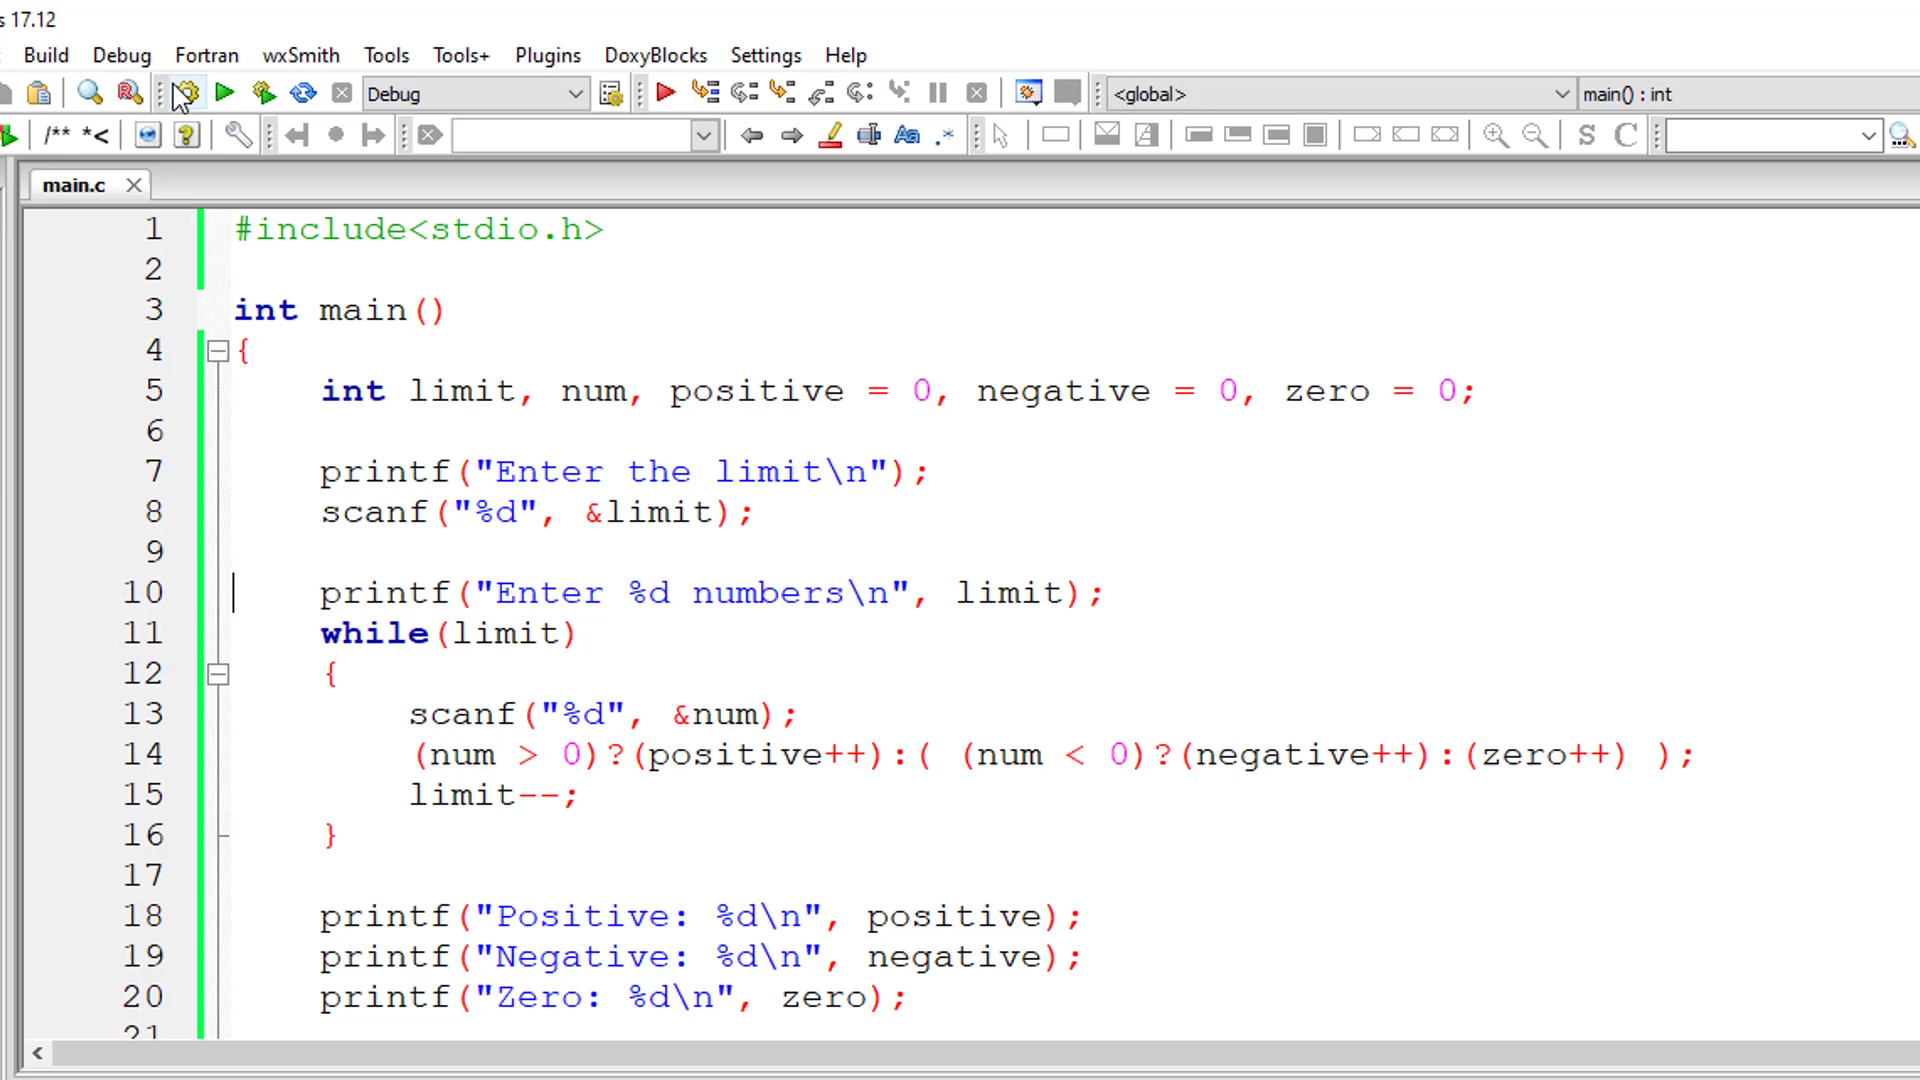 s 17.12
Build Debug Fortran wxSmith Tools Tools+ Plugins DoxyBlocks Settings Help
Debug <global> main() : int
/** *< Aa .* S C
main.c
1 #include<stdio.h>
2
3 int main()
4 {
5 int limit, num, positive = 0, negative = 0, zero = 0;
6
7 printf("Enter the limit\n");
8 scanf("%d", &limit);
9
10 printf("Enter %d numbers\n", limit);
11 while(limit)
12 {
13 scanf("%d", &num);
14 (num > 0)?(positive++):( (num < 0)?(negative++):(zero++) );
15 limit--;
16 }
17
18 printf("Positive: %d\n", positive);
19 printf("Negative: %d\n", negative);
20 printf("Zero: %d\n", zero);
21